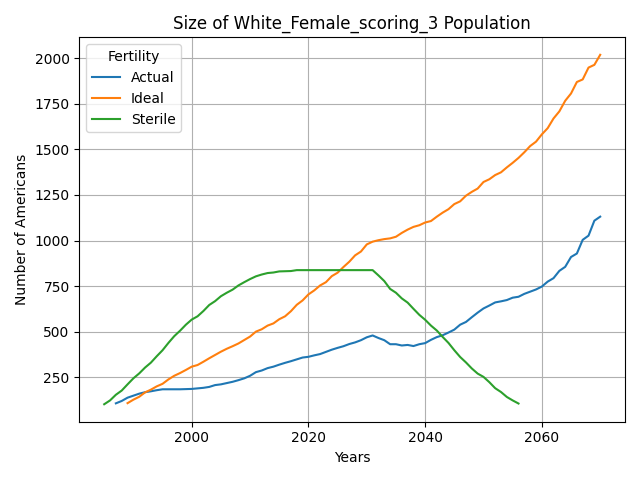 Size of White_Female_scoring_3 Population
Fertility
Actual
Ideal
Sterile
Number of Americans
2000
1750
1500
1250
1000
750
500
250
2000
2020
2040
2060
Years